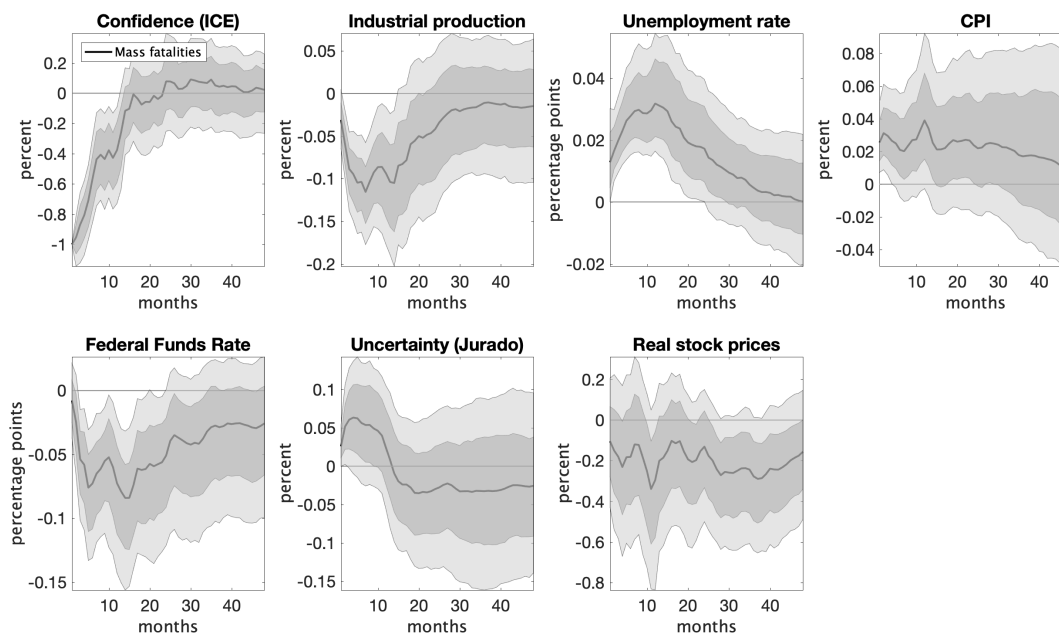 Confidence (ICE)
Mass fatalities
percent
0.2
0
-0.2
-0.4
-0.6
-0.8
-1
10 20 30 40
months
Industrial production
0.05
0
-0.05
-0.1
-0.15
-0.2
percent
10 20 30 40
months
Unemployment rate
0.04
0.02
0
-0.02
percentage points
10 20 30 40
months
CPI
0.08
0.06
0.04
0.02
0
-0.02
-0.04
percent
10 20 30 40
months
Federal Funds Rate
0
-0.05
-0.1
-0.15
percentage points
10 20 30 40
months
Uncertainty (Jurado)
0.1
0.05
0
-0.05
-0.1
-0.15
percent
10 20 30 40
months
Real stock prices
0.2
0
-0.2
-0.4
-0.6
-0.8
percent
10 20 30 40
months